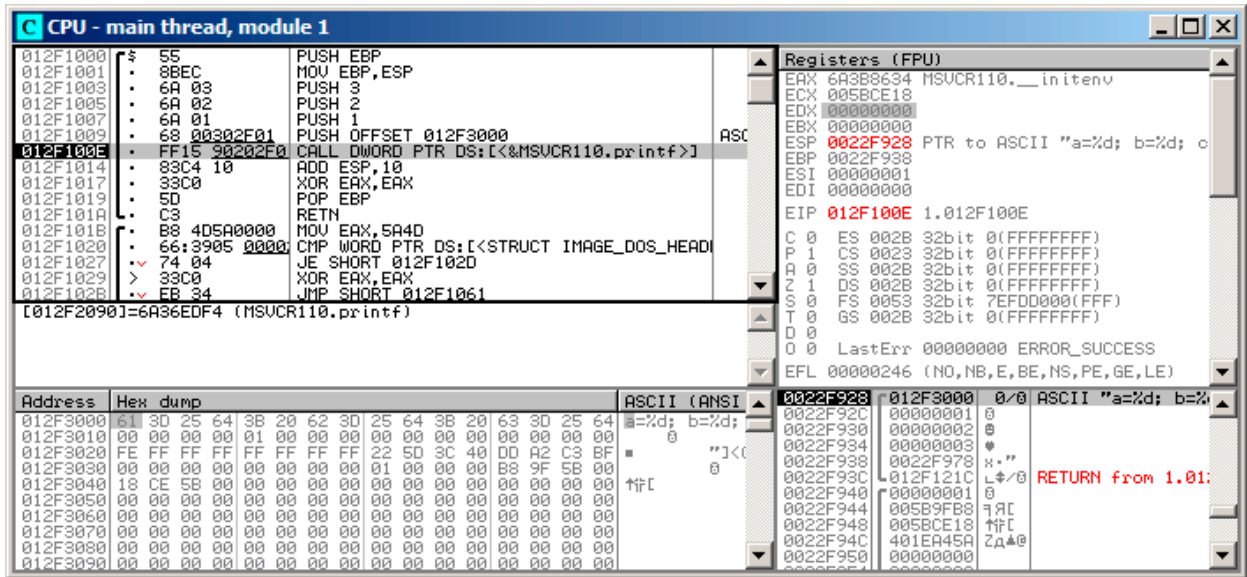 CPU - main thread, module 1
012F1000 $ 55 PUSH EBP
012F1001 . 8BEC MOV EBP,ESP
012F1003 . 6A 03 PUSH 3
012F1005 . 6A 02 PUSH 2
012F1007 . 6A 01 PUSH 1
012F1009 . 68 00302F01 PUSH OFFSET 012F3000 ASC
012F100E . FF15 90202F0 CALL DWORD PTR DS:[<&MSVCR110.printf>]
012F1014 . 83C4 10 ADD ESP,10
012F1017 . 33C0 XOR EAX,EAX
012F1019 . 5D POP EBP
012F101A . C3 RETN
012F101B . B8 4D5A0000 MOV EAX,5A4D
012F1020 . 66:3905 0000 CMP WORD PTR DS:[<STRUCT IMAGE_DOS_HEAD
012F1027 . 74 04 JE SHORT 012F102D
012F1029 > 33C0 XOR EAX,EAX
012F102B . EB 34 JMP SHORT 012F1061
[012F2090]=6A36EDF4 (MSVCR110.printf)
Registers (FPU)
EAX 6A3B8634 MSVCR110.__initenv
ECX 005BCE18
EDX 00000000
EBX 00000000
ESP 0022F928 PTR to ASCII "a=%d; b=%d; c
EBP 0022F938
ESI 00000001
EDI 00000000
EIP 012F100E 1.012F100E
C 0 ES 002B 32bit 0(FFFFFFFF)
P 1 CS 0023 32bit 0(FFFFFFFF)
A 0 SS 002B 32bit 0(FFFFFFFF)
Z 1 DS 002B 32bit 0(FFFFFFFF)
S 0 FS 0053 32bit 7EFDD000(FFF)
T 0 GS 002B 32bit 0(FFFFFFFF)
D 0
O 0 LastErr 00000000 ERROR_SUCCESS
EFL 00000246 (NO,NB,E,BE,NS,PE,GE,LE)
Address Hex dump ASCII (ANSI
012F3000 61 3D 25 64 3B 20 62 3D 25 64 3B 20 63 3D 25 64 a=%d; b=%d;
012F3010 00 00 00 00 01 00 00 00 00 00 00 00 00 00 00 00
012F3020 FE FF FF FF FF FF FF FF 22 5D 3C 40 DD A2 C3 BF "]<
012F3030 00 00 00 00 00 00 00 00 01 00 00 00 B8 9F 5B 00
012F3040 18 CE 5B 00 00 00 00 00 00 00 00 00 00 00 00 00
012F3050 00 00 00 00 00 00 00 00 00 00 00 00 00 00 00 00
012F3060 00 00 00 00 00 00 00 00 00 00 00 00 00 00 00 00
012F3070 00 00 00 00 00 00 00 00 00 00 00 00 00 00 00 00
012F3080 00 00 00 00 00 00 00 00 00 00 00 00 00 00 00 00
012F3090 00 00 00 00 00 00 00 00 00 00 00 00 00 00 00 00
0022F928 012F3000 0/0 ASCII "a=%d; b=%
0022F92C 00000001
0022F930 00000002
0022F934 00000003 ♥
0022F938 0022F978 x·"
0022F93C 012F121C RETURN from 1.01
0022F940 00000001
0022F944 005B9FB8 ╕Я[
0022F948 005BCE18
0022F94C 401EA45A Zд▲@
0022F950 00000000